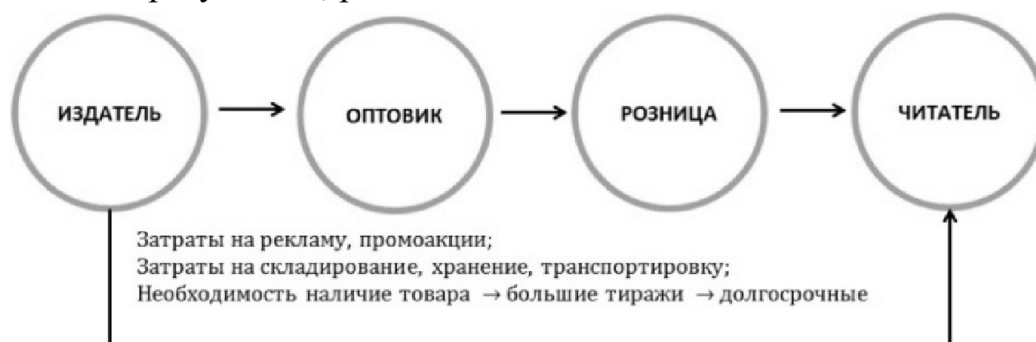 ИЗДАТЕЛЬ
ОПТОВИК
РОЗНИЦА
ЧИТАТЕЛЬ
Затраты на рекламу, промоакции;
Затраты на складирование, хранение, транспортировку;
Необходимость наличие товара → большие тиражи → долгосрочные